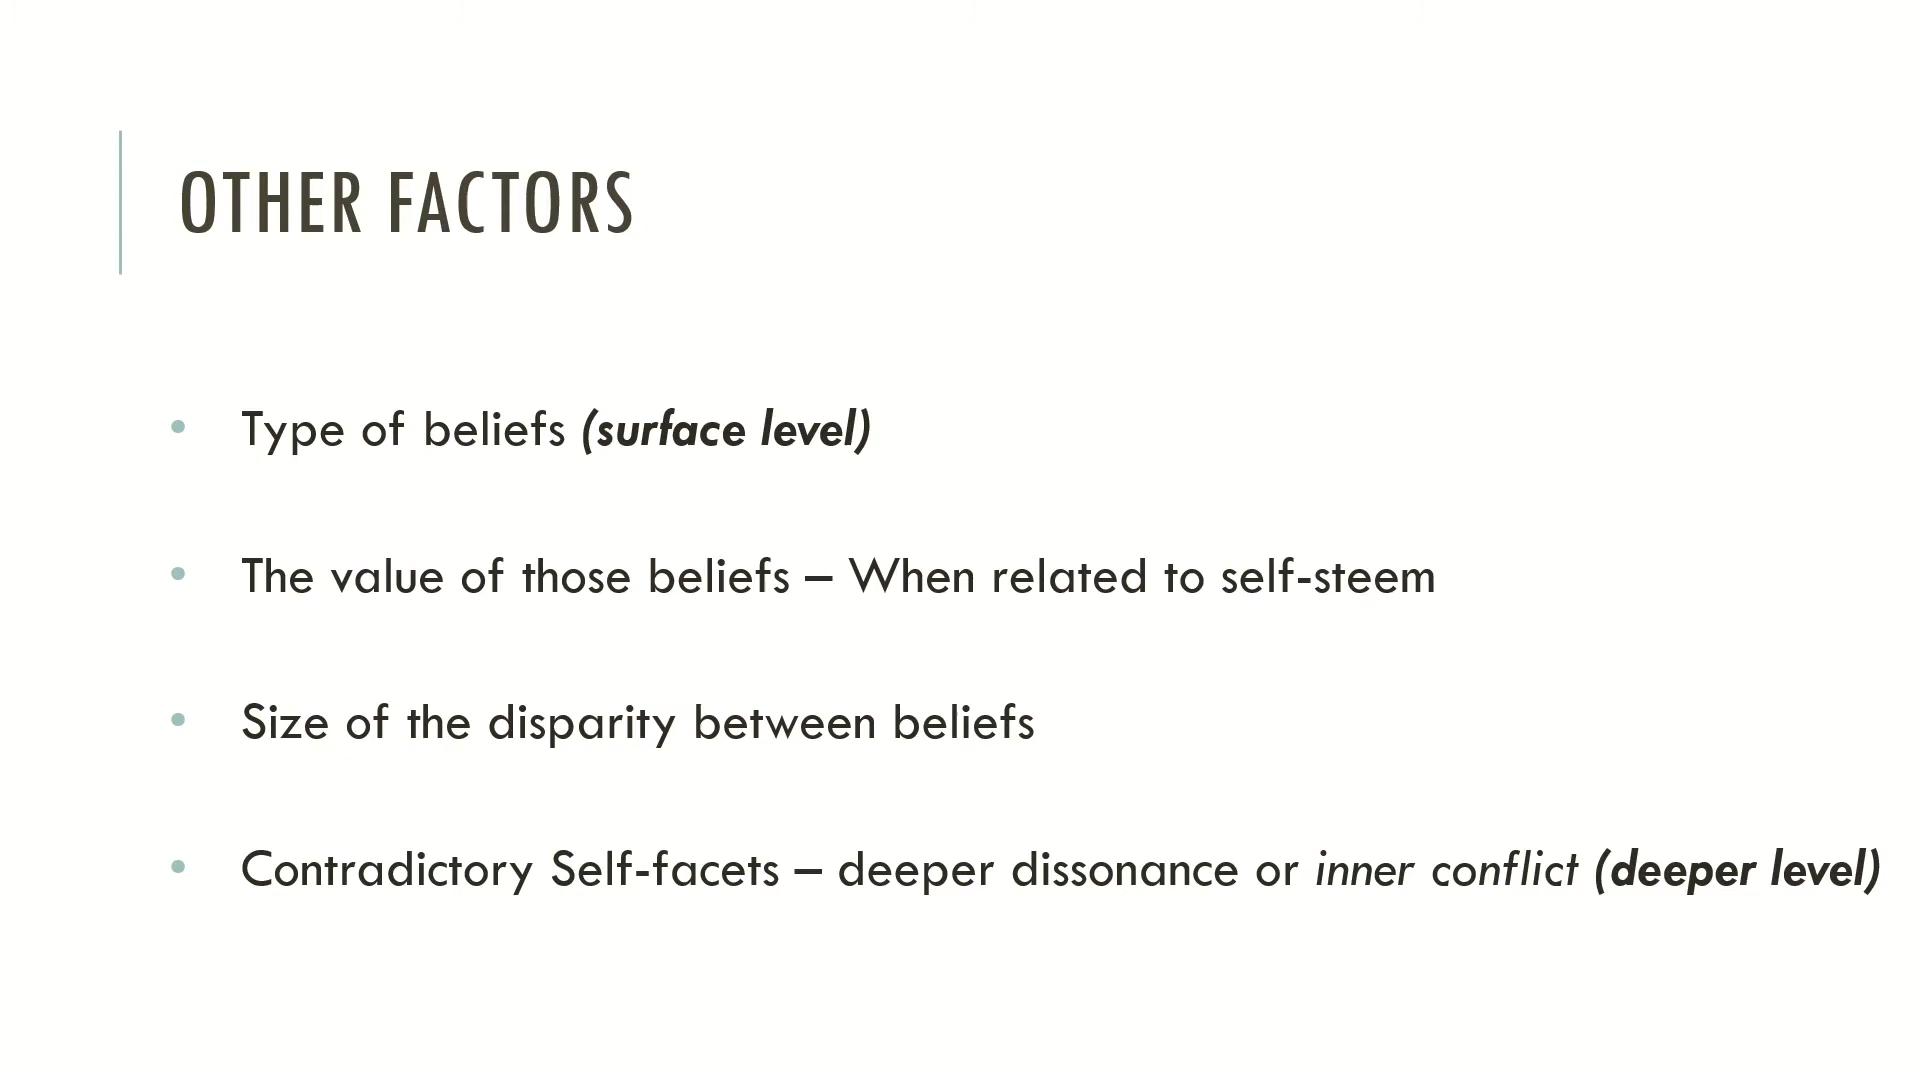 OTHER FACTORS
• Type of beliefs (surface level)
• The value of those beliefs – When related to self-steem
• Size of the disparity between beliefs
• Contradictory Self-facets – deeper dissonance or inner conflict (deeper level)